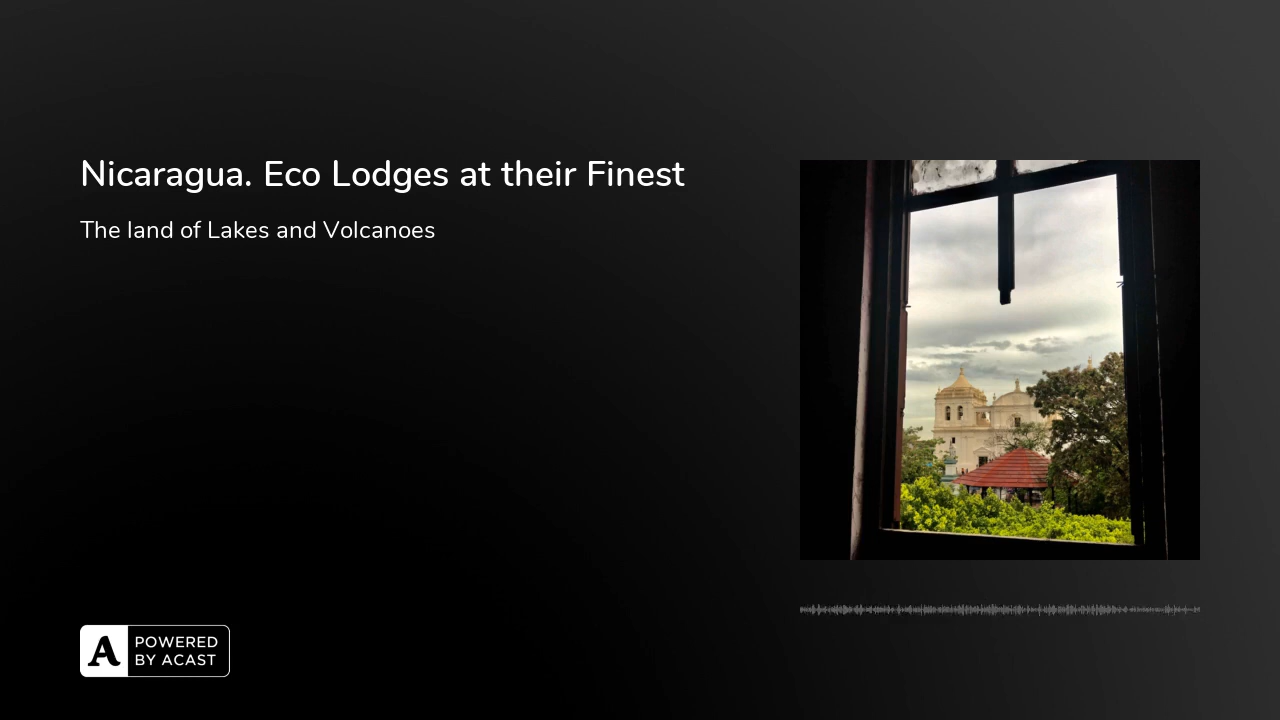 Nicaragua. Eco Lodges at their Finest
The land of Lakes and Volcanoes
A POWERED
BY ACAST